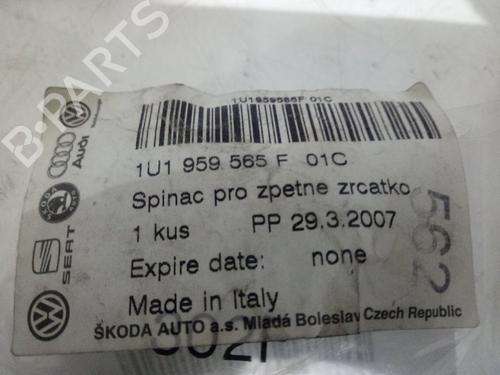 1U1959565F 01C
1U1 959 565 F 01C
Spinac pro zpetne zrcatko
1 kus PP 29.3.2007
Expire date: none
Made in Italy
ŠKODA AUTO a.s. Mladá Boleslav Czech Republic
562
Audi
SEAT
B-PARTS